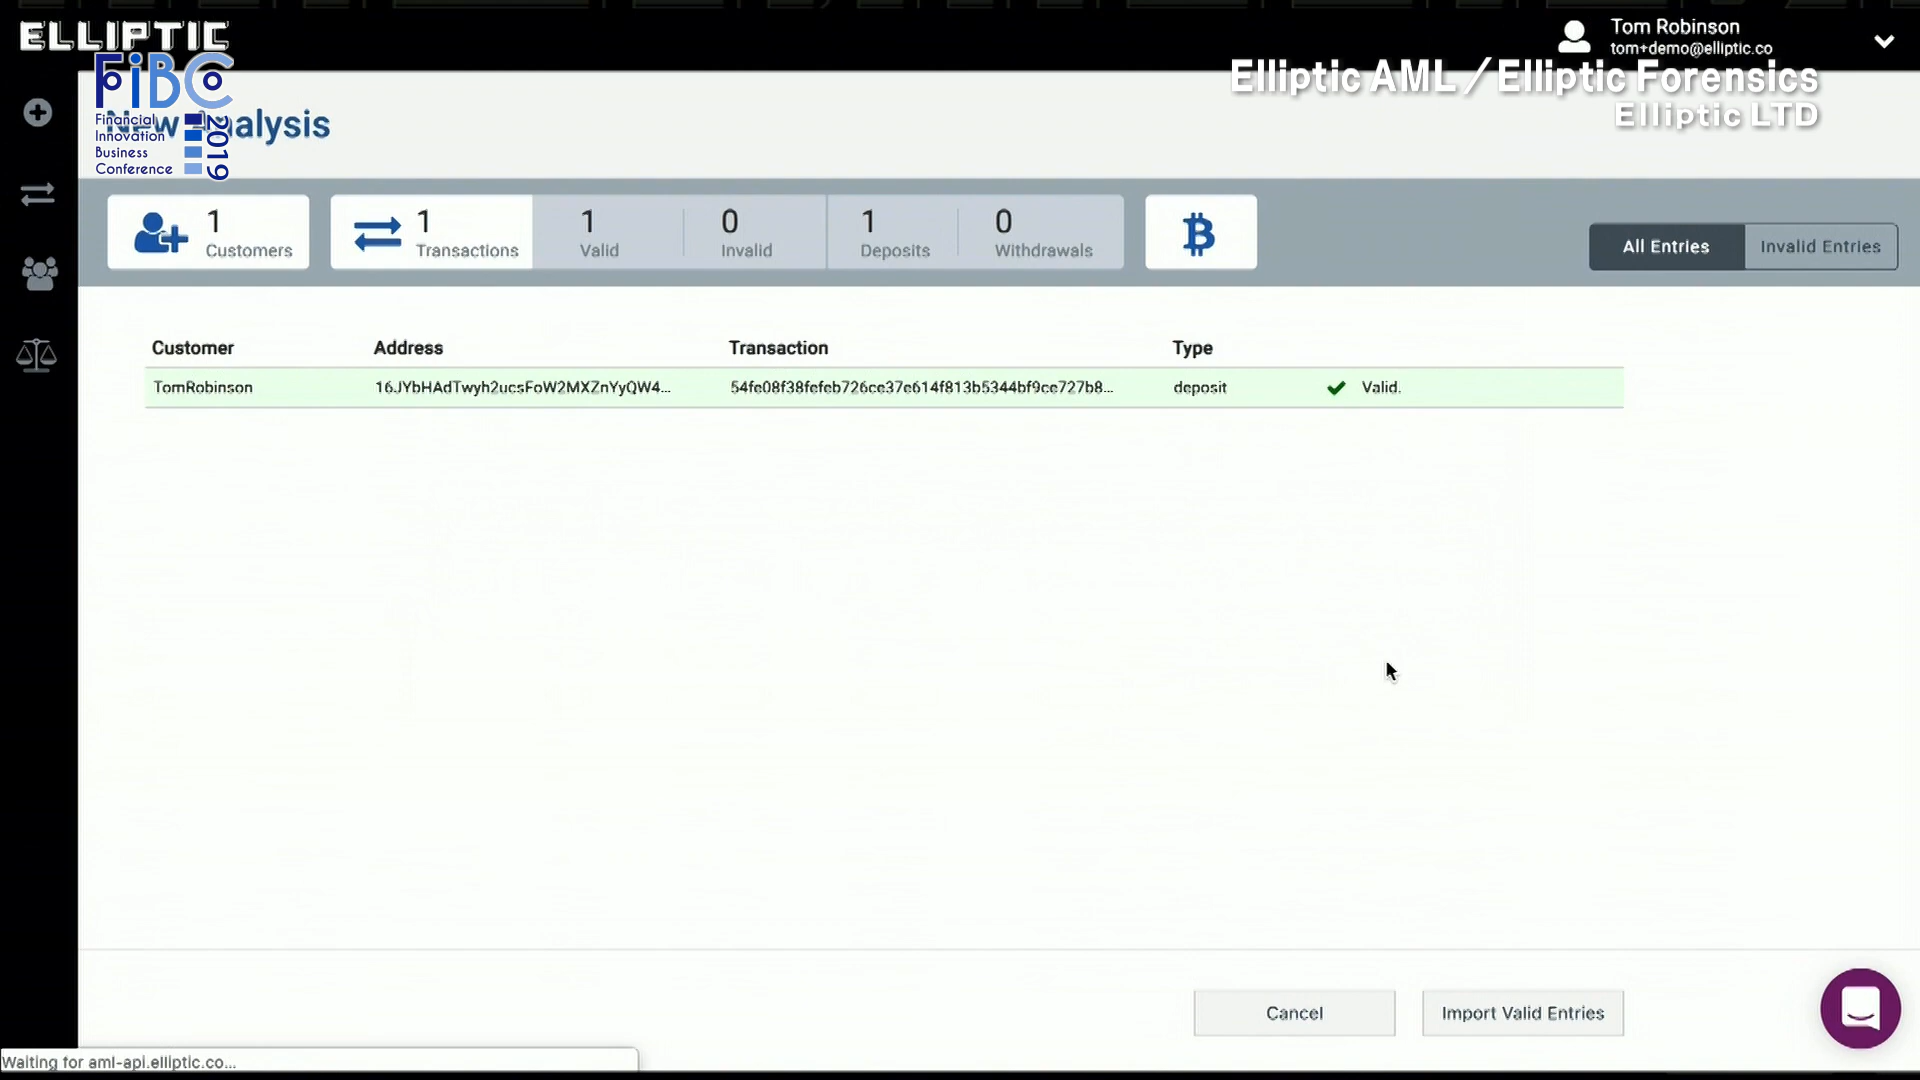 ELLIPTIC
Tom Robinson
tom+demo@elliptic.co
Elliptic AML／Elliptic Forensics
Elliptic LTD
FiBC
Financial
Innovation
Business
Conference
2019
New Analysis
1
Customers
1
Transactions
1
Valid
0
Invalid
1
Deposits
0
Withdrawals
All Entries
Invalid Entries
Customer Address Transaction Type
TomRobinson 16JYbHAdTwyh2ucsFoW2MXZnYyQW4... 54fe08f38fefeb726ce37e614f813b5344bf9ce727b8... deposit Valid.
Cancel
Import Valid Entries
Waiting for aml-api.elliptic.co...